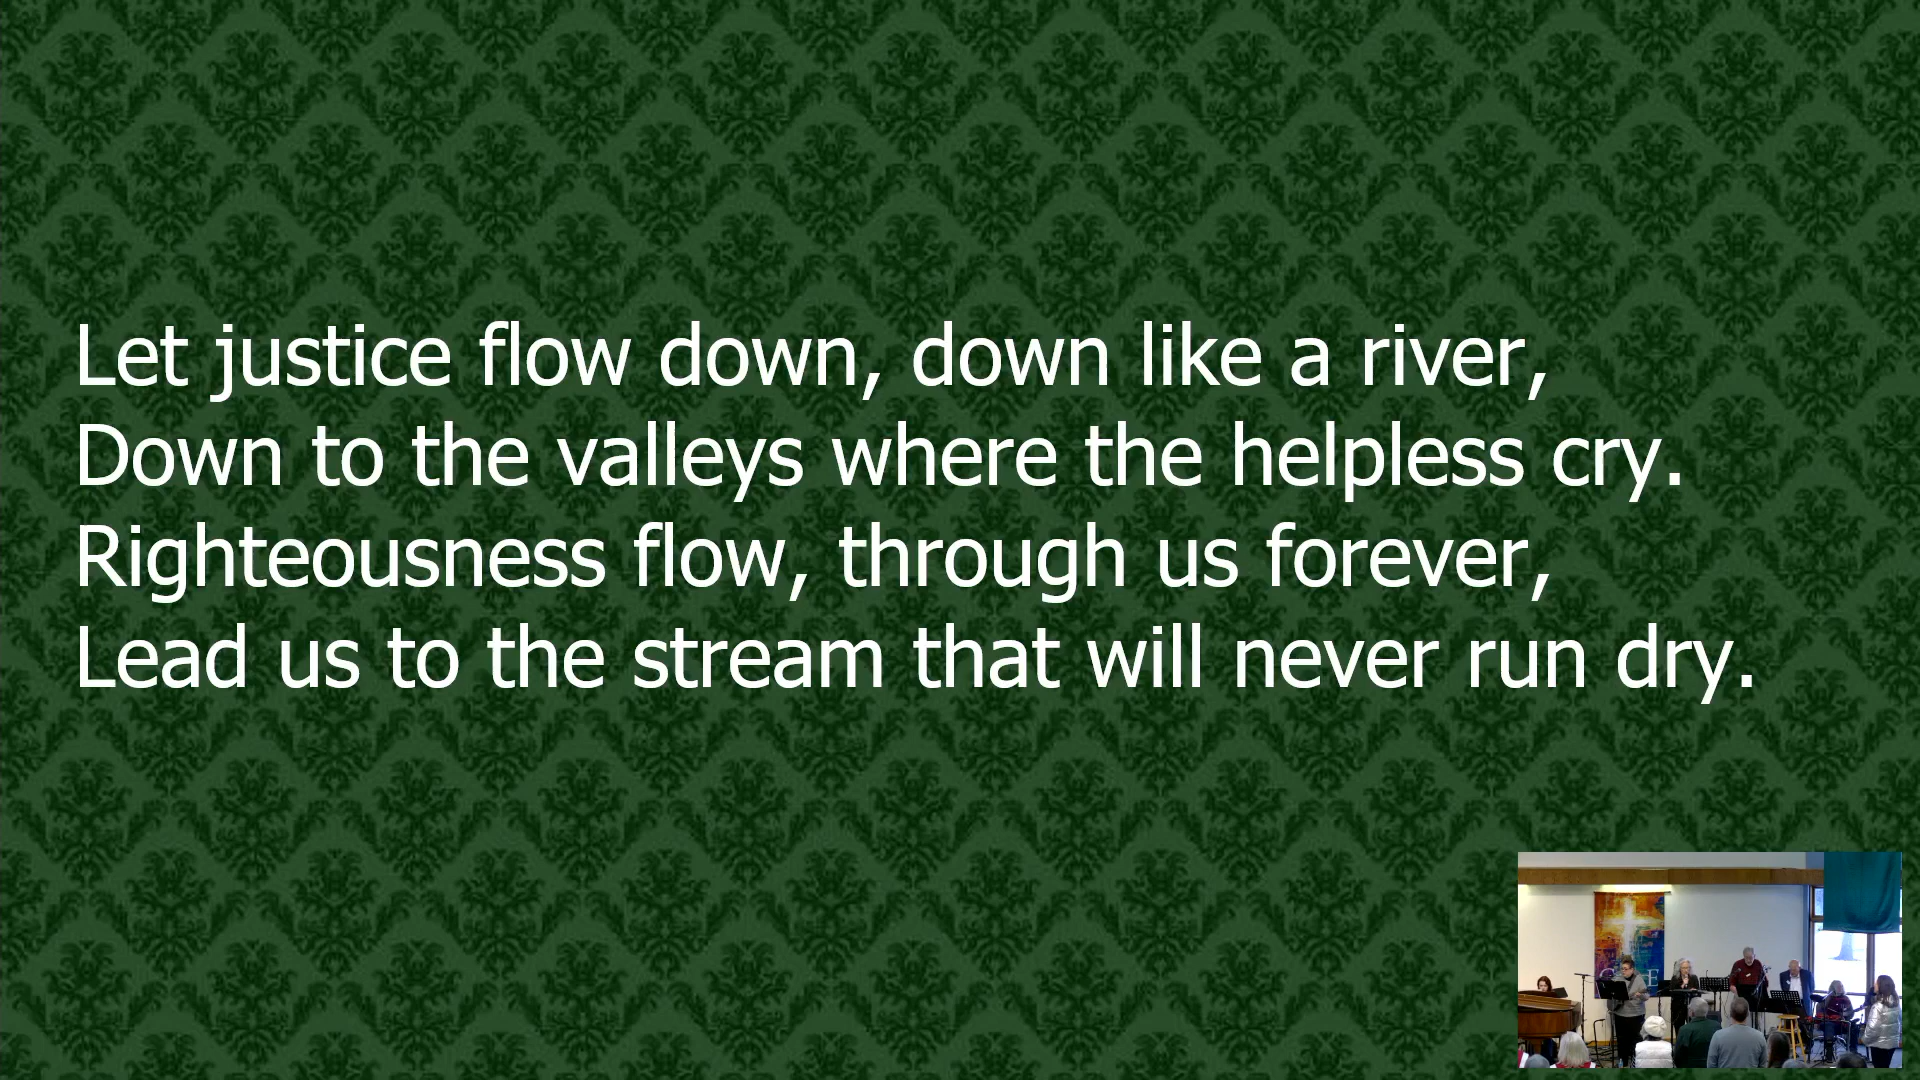 Let justice flow down, down like a river,
Down to the valleys where the helpless cry.
Righteousness flow, through us forever,
Lead us to the stream that will never run dry.